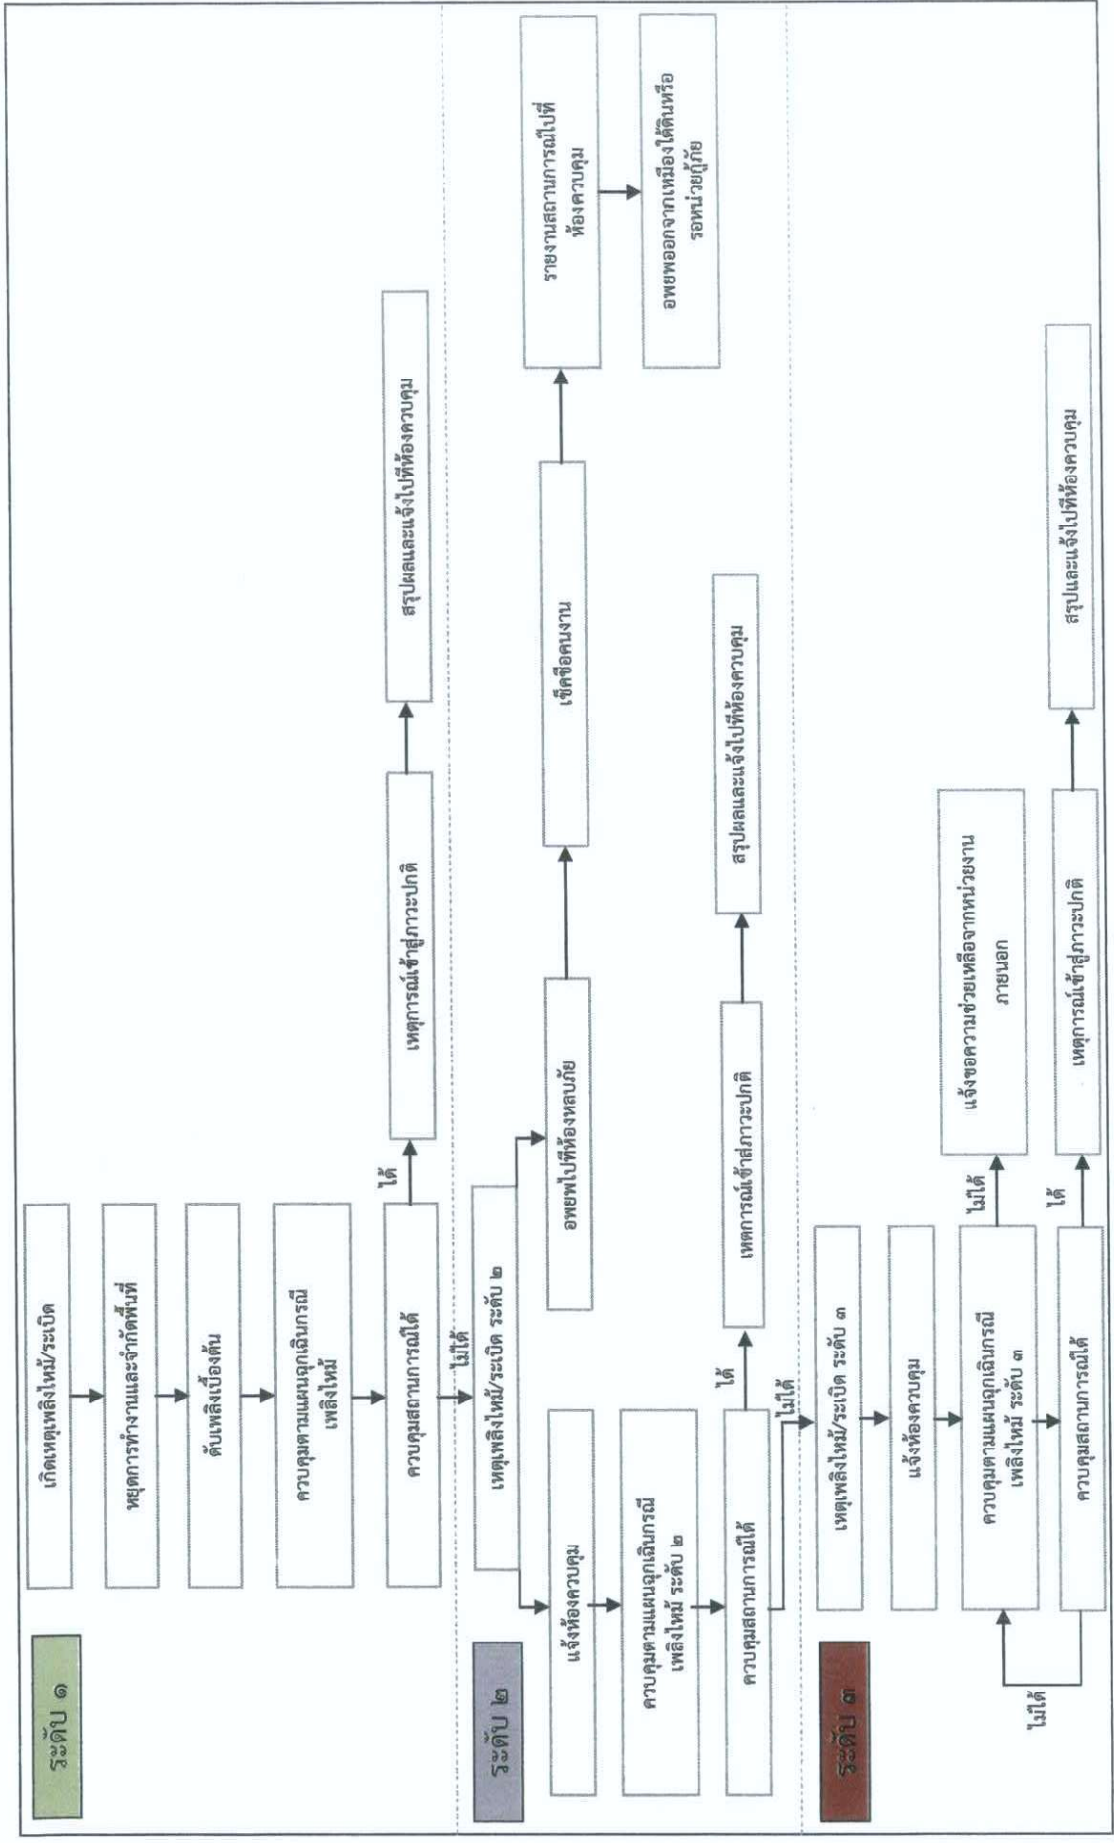 ระดับ ๑
เกิดเหตุเพลิงไหม้/ระเบิด
หยุดการทำงานและจำกัดพื้นที่
ดับเพลิงเบื้องต้น
ควบคุมตามแผนฉุกเฉินกรณี
เพลิงไหม้
ควบคุมสถานการณ์ได้
ได้
เหตุการณ์เข้าสู่ภาวะปกติ
สรุปผลและแจ้งไปที่ห้องควบคุม
ไม่ได้
ระดับ ๒
เหตุเพลิงไหม้/ระเบิด ระดับ ๒
อพยพไปที่ห้องหลบภัย
เช็คชื่อคนงาน
รายงานสถานการณ์ไปที่
ห้องควบคุม
อพยพออกจากเหมืองใต้ดินหรือ
รอหน่วยกู้ภัย
แจ้งห้องควบคุม
ควบคุมตามแผนฉุกเฉินกรณี
เพลิงไหม้ ระดับ ๒
ควบคุมสถานการณ์ได้
ได้
เหตการณ์เข้าส่ภาวะปกติ
สรุปผลและแจ้งไปที่ห้องควบคุม
ไม่ได้
ระดับ ๓
เหตุเพลิงไหม้/ระเบิด ระดับ ๓
แจ้งห้องควบคุม
ควบคุมตามแผนฉุกเฉินกรณี
เพลิงไหม้ ระดับ ๓
ไม่ได้
แจ้งขอความช่วยเหลือจากหน่วยงาน
ภายนอก
ควบคุมสถานการณ์ได้
ได้
เหตุการณ์เข้าสู่ภาวะปกติ
สรุปและแจ้งไปที่ห้องควบคุม
ไม่ได้